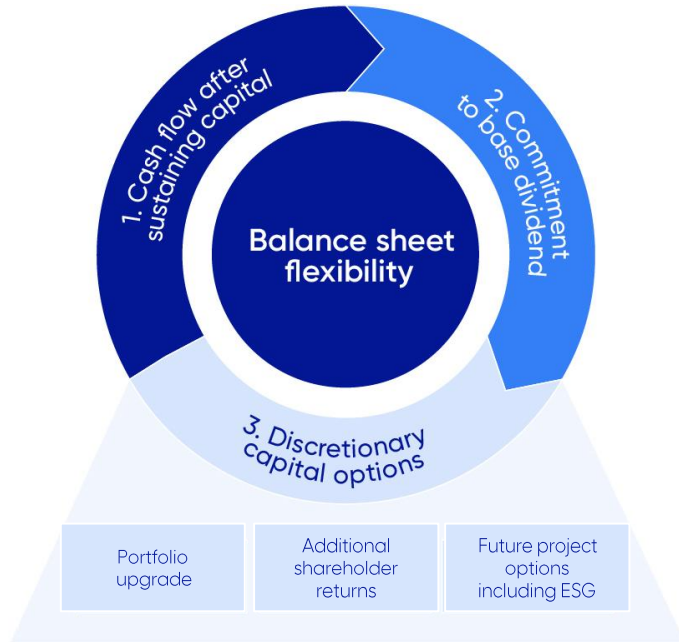 1. Cash flow after
sustaining capital
2. Commitment
to base dividend
Balance sheet
flexibility
3. Discretionary
capital options
Portfolio
upgrade
Additional
shareholder
returns
Future project
options
including ESG